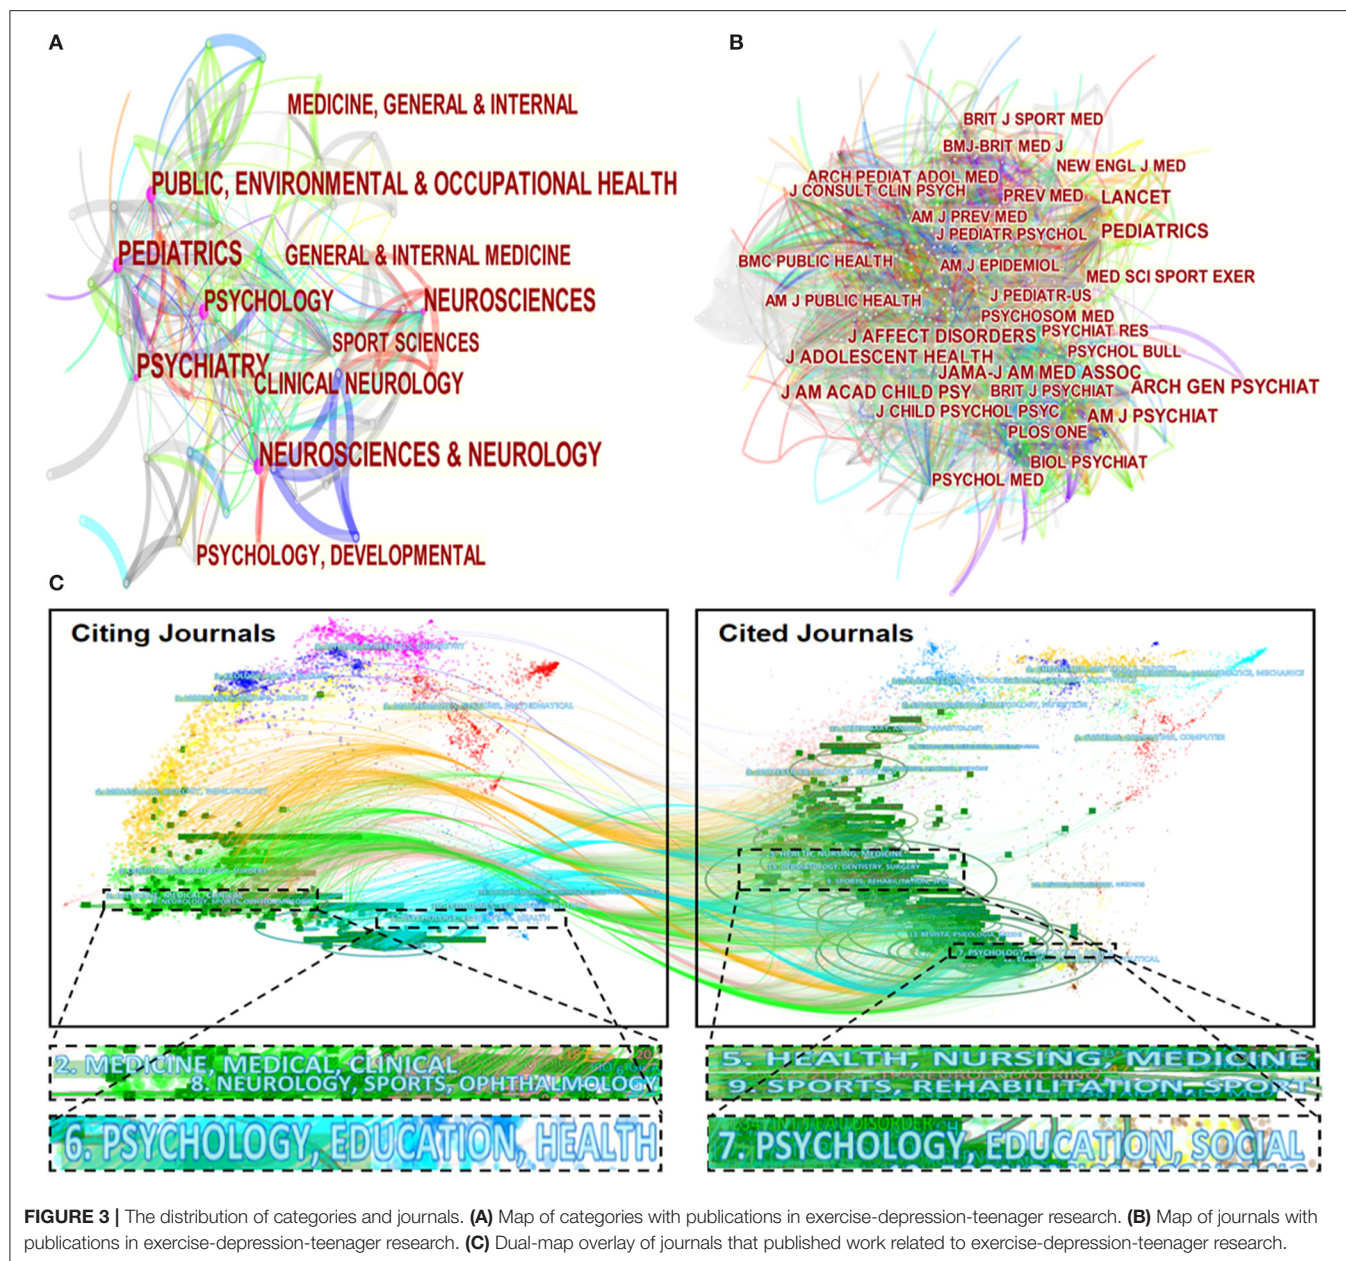 A
MEDICINE, GENERAL & INTERNAL
PUBLIC, ENVIRONMENTAL & OCCUPATIONAL HEALTH
PEDIATRICS
GENERAL & INTERNAL MEDICINE
PSYCHOLOGY
NEUROSCIENCES
SPORT SCIENCES
PSYCHIATRY
CLINICAL NEUROLOGY
NEUROSCIENCES & NEUROLOGY
PSYCHOLOGY, DEVELOPMENTAL
B
BRIT J SPORT MED
BMJ-BRIT MED J
NEW ENGL J MED
ARCH PEDIAT ADOL MED
J CONSULT CLIN PSYCH
PREV MED
LANCET
AM J PREV MED
J PEDIATR PSYCHOL
PEDIATRICS
BMC PUBLIC HEALTH
AM J EPIDEMIOL
MED SCI SPORT EXER
AM J PUBLIC HEALTH
J PEDIATR-US
PSYCHOSOM MED
J AFFECT DISORDERS
PSYCHIAT RES
J ADOLESCENT HEALTH
PSYCHOL BULL
JAMA-J AM MED ASSOC
J AM ACAD CHILD PSY
BRIT J PSYCHIAT
ARCH GEN PSYCHIAT
J CHILD PSYCHOL PSYC
AM J PSYCHIAT
PLOS ONE
BIOL PSYCHIAT
PSYCHOL MED
C
Citing Journals
Cited Journals
5. HEALTH, NURSING, MEDICINE
7. PSYCHOLOGY,
2. MEDICINE, MEDICAL, CLINICAL
8. NEUROLOGY, SPORTS, OPHTHALMOLOGY
6. PSYCHOLOGY, EDUCATION, HEALTH
5. HEALTH, NURSING, MEDICINE
9. SPORTS, REHABILITATION, SPORT
7. PSYCHOLOGY, EDUCATION, SOCIAL
FIGURE 3 | The distribution of categories and journals. (A) Map of categories with publications in exercise-depression-teenager research. (B) Map of journals with
publications in exercise-depression-teenager research. (C) Dual-map overlay of journals that published work related to exercise-depression-teenager research.